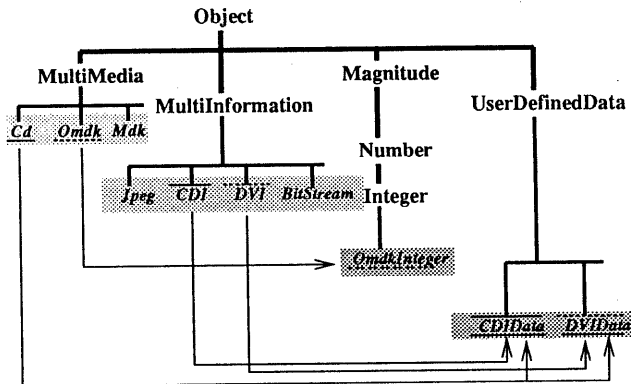 Object
MultiMedia
Magnitude
MultiInformation
UserDefinedData
Cd Omdk Mdk
Number
Jpeg CDI DVI BitStream
Integer
OmdkInteger
CDIData DVIData